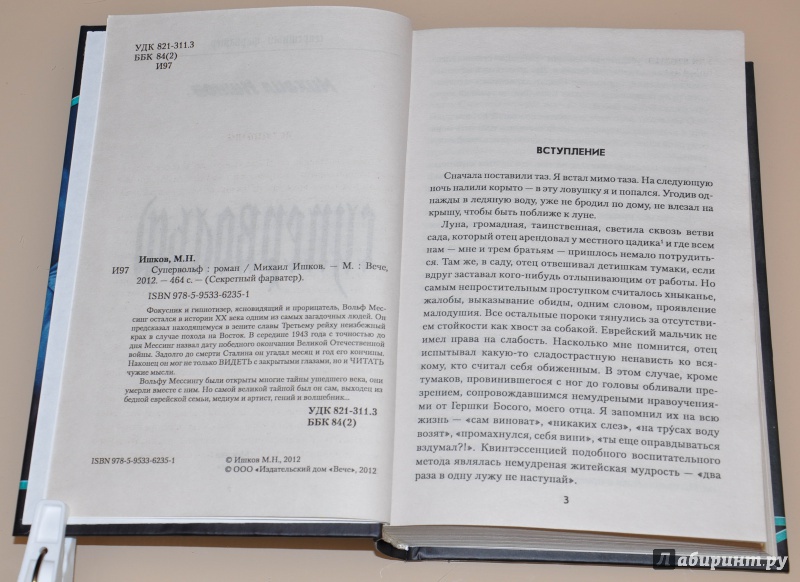 УДК 821-311.3
ББК 84(2)
И97
Ишков, М.Н.
И97 Супервольф : роман / Михаил Ишков. – М. : Вече,
2012. – 464 с. – (Секретный фарватер).
ISBN 978-5-9533-6235-1
Фокусник и гипнотизер, ясновидящий и прорицатель, Вольф Мес-
синг остался в истории XX века одним из самых загадочных людей. Он
предсказал находящемуся в зените славы Третьему рейху неизбежный
крах в случае похода на Восток. В середине 1943 года с точностью до
дня Мессинг назвал дату победного окончания Великой Отечественной
войны. Задолго до смерти Сталина он угадал месяц и год его кончины.
Наконец он мог не только ВИДЕТЬ с закрытыми глазами, но и ЧИТАТЬ
чужие мысли.
Вольфу Мессингу были открыты многие тайны ушедшего века, они
умерли вместе с ним. Но самой великой тайной был он сам, выходец из
бедной еврейской семьи, медиум и артист, гений и волшебник...
УДК 821-311.3
ББК 84(2)
ISBN 978-5-9533-6235-1
© Ишков М.Н., 2012
© ООО «Издательский дом «Вече», 2012
ВСТУПЛЕНИЕ
Сначала поставили таз. Я встал мимо таза. На следующую
ночь налили корыто – в эту ловушку я и попался. Угодив од-
нажды в ледяную воду, уже не бродил по дому, не влезал на
крышу, чтобы быть поближе к луне.
Луна, громадная, таинственная, светила сквозь ветви
сада, который отец арендовал у местного цадика¹ и где всем
нам – мне и трем братьям – пришлось немало потрудить-
ся. Там же, в саду, отец отвешивал детишкам тумаки, если
вдруг заставал кого-нибудь отлынивающим от работы. Но
самым непростительным проступком считалось хныканье,
жалобы, выказывание обиды, одним словом, проявление
малодушия. Все остальные пороки тянулись за отсутстви-
ем стойкости как хвост за собакой. Еврейский мальчик не
имел права на слабость. Насколько мне помнится, отец
испытывал какую-то сладострастную ненависть ко вся-
кому, кто считал себя обиженным. В этом случае, кроме
тумаков, провинившегося с ног до головы обливали пре-
зрением, сопровождавшимся немудреными нравоучения-
ми от Гершки Босого, моего отца. Я запомнил их на всю
жизнь – «сам виноват», «никаких слез», «на тру́сах воду
возят», «промахнулся, себя вини», «ты еще оправдываться
вздумал?!». Квинтэссенцией подобного воспитательного
метода являлась немудреная житейская мудрость – «два
раза в одну лужу не наступай».
3
Лабиринт.ру